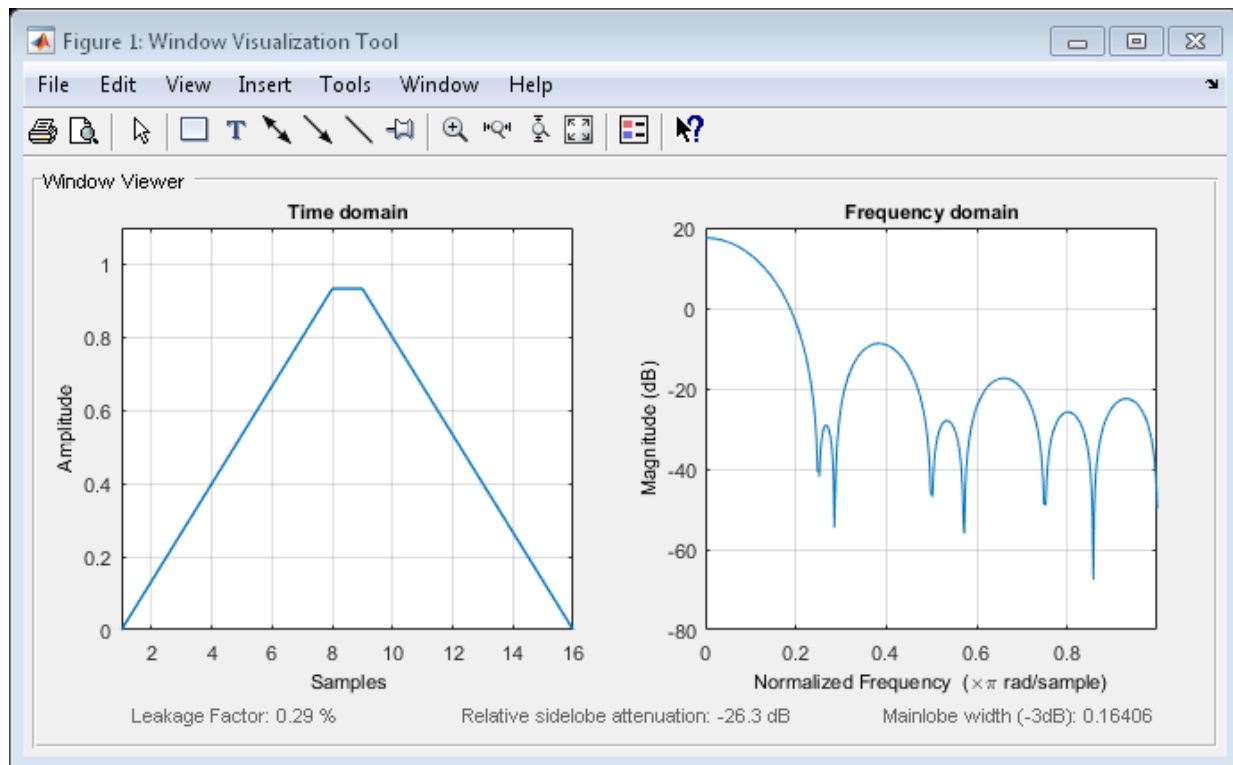 Figure 1: Window Visualization Tool
File Edit View Insert Tools Window Help
T
?
Window Viewer
Time domain
1
0.8
0.6
0.4
0.2
0
Amplitude
2 4 6 8 10 12 14 16
Samples
Frequency domain
20
0
-20
-40
-60
-80
Magnitude (dB)
0 0.2 0.4 0.6 0.8
Normalized Frequency (×π rad/sample)
Leakage Factor: 0.29 % Relative sidelobe attenuation: -26.3 dB Mainlobe width (-3dB): 0.16406